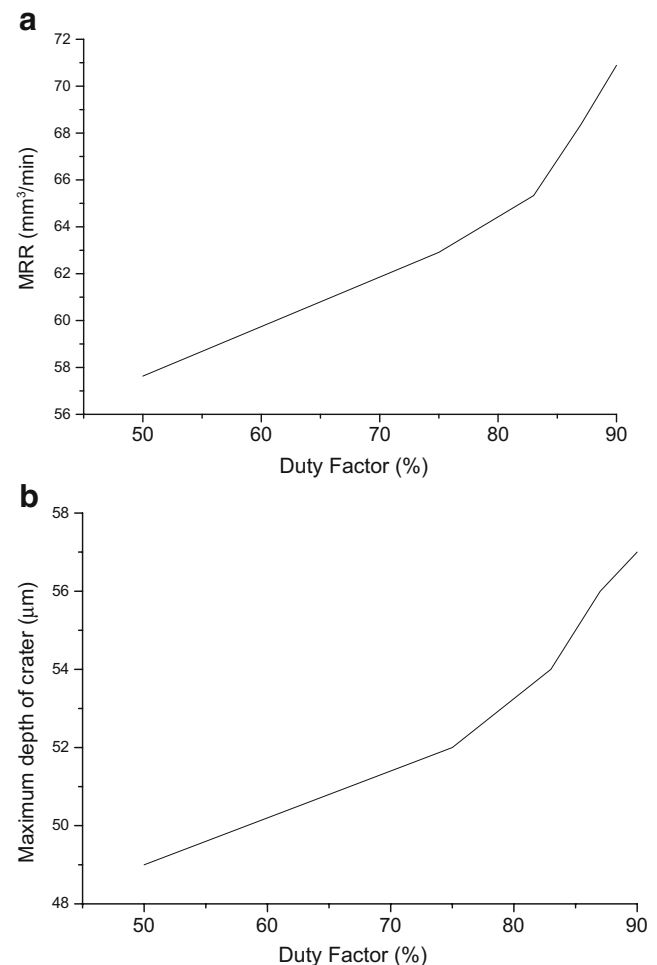 a
72
70
68
66
64
62
60
58
56
MRR (mm³/min)
50 60 70 80 90
Duty Factor (%)
b
58
56
54
52
50
48
Maximum depth of crater (μm)
50 60 70 80 90
Duty Factor (%)